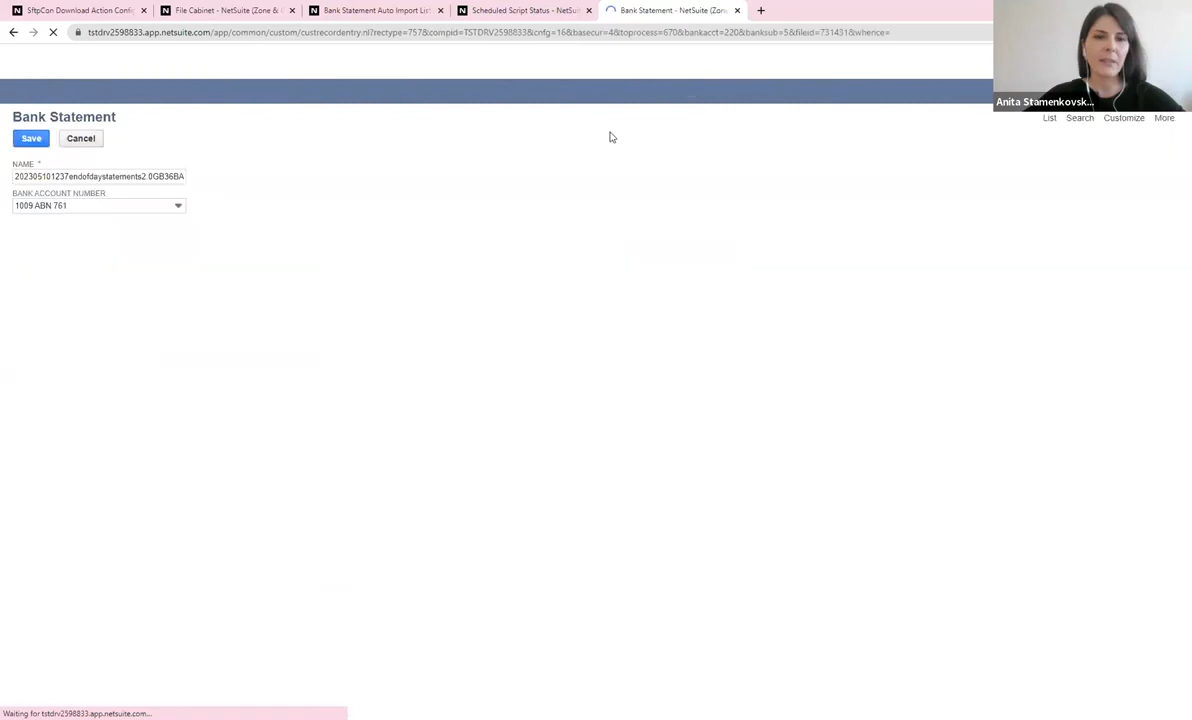 SftpCon Download Action Config
File Cabinet - NetSuite (Zone &
Bank Statement Auto Import List
Scheduled Script Status - NetSuit
Bank Statement - NetSuite (Zon
tstdrv2598833.app.netsuite.com/app/common/custom/custrecordentry.nl?rectype=757&compid=TSTDRV2598833&cnfg=16&basecur=4&toprocess=670&bankacct=220&banksub=5&fileid=731431&whence=
Anita Stamenkovsk...
Bank Statement
List Search Customize More
Save Cancel
NAME *
202305101237endofdaystatements2.0GB36BA
BANK ACCOUNT NUMBER
1009 ABN 761
Waiting for tstdrv2598833.app.netsuite.com...